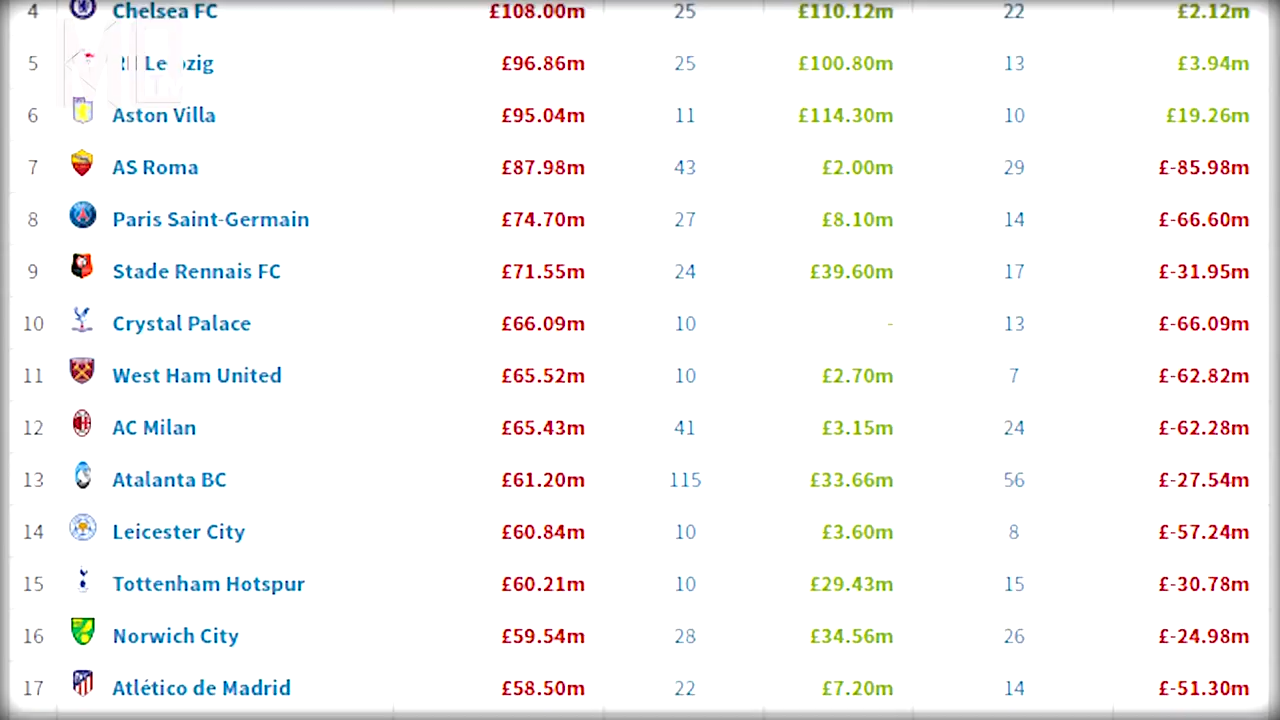 4 Chelsea FC £108.00m 25 £110.12m 22 £2.12m
5 £96.86m 25 £100.80m 13 £3.94m
6 Aston Villa £95.04m 11 £114.30m 10 £19.26m
7 AS Roma £87.98m 43 £2.00m 29 £-85.98m
8 Paris Saint-Germain £74.70m 27 £8.10m 14 £-66.60m
9 Stade Rennais FC £71.55m 24 £39.60m 17 £-31.95m
10 Crystal Palace £66.09m 10 - 13 £-66.09m
11 West Ham United £65.52m 10 £2.70m 7 £-62.82m
12 AC Milan £65.43m 41 £3.15m 24 £-62.28m
13 Atalanta BC £61.20m 115 £33.66m 56 £-27.54m
14 Leicester City £60.84m 10 £3.60m 8 £-57.24m
15 Tottenham Hotspur £60.21m 10 £29.43m 15 £-30.78m
16 Norwich City £59.54m 28 £34.56m 26 £-24.98m
17 Atlético de Madrid £58.50m 22 £7.20m 14 £-51.30m